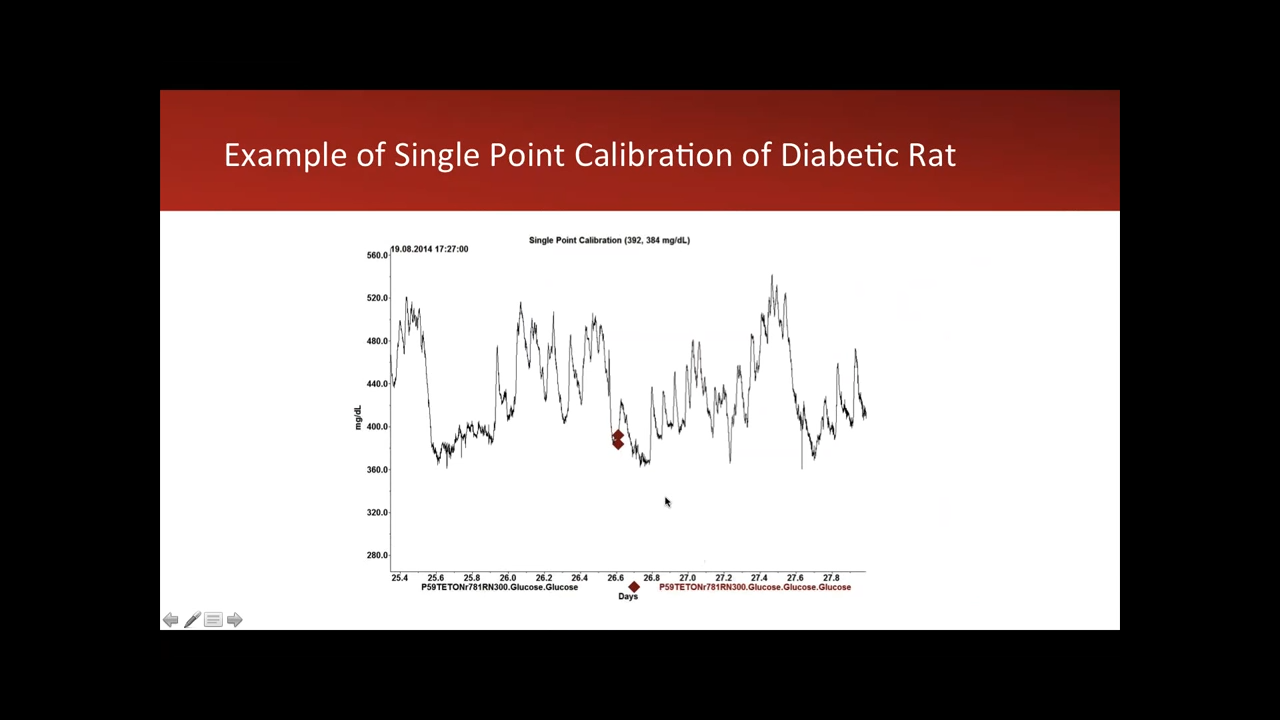 Example of Single Point Calibration of Diabetic Rat
Single Point Calibration (392, 384 mg/dL)
19.08.2014 17:27:00
560.0
520.0
480.0
440.0
400.0
360.0
320.0
280.0
mg/dL
25.4 25.6 25.8 26.0 26.2 26.4 26.6 26.8 27.0 27.2 27.4 27.6 27.8
P59TETONr781RN300.Glucose.Glucose P59TETONr781RN300.Glucose.Glucose.Glucose
Days